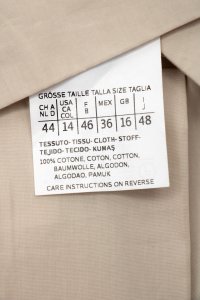 GRÖSSE TAILLE TALLA SIZE TAGLIA
CH A USA F MEX GB I
NL D CA COL B J
44 14 46 36 16 48
TESSUTO-TISSU-CLOTH-STOFF-
TEJIDO-TECIDO-KUMAŞ
100% COTONE, COTON, COTTON,
BAUMWOLLE, ALGODON,
ALGODAO, PAMUK
CARE INSTRUCTIONS ON REVERSE